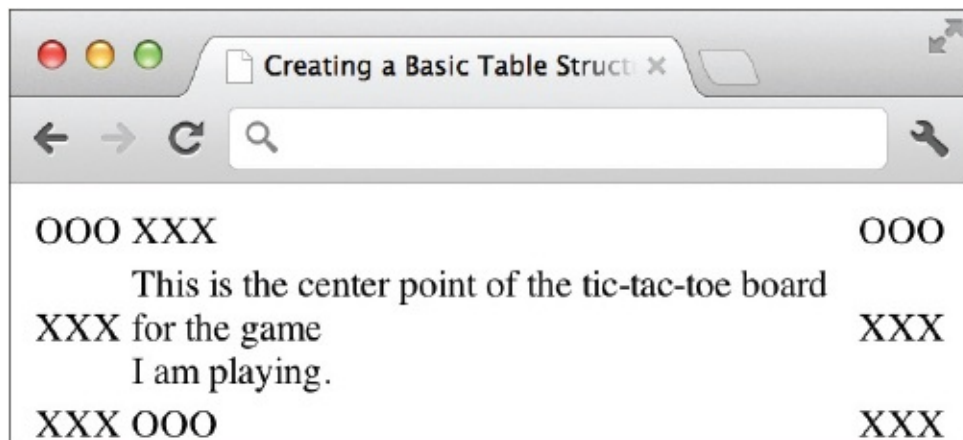 Creating a Basic Table Struct
OOO XXX OOO
This is the center point of the tic-tac-toe board
XXX for the game XXX
I am playing.
XXX OOO XXX